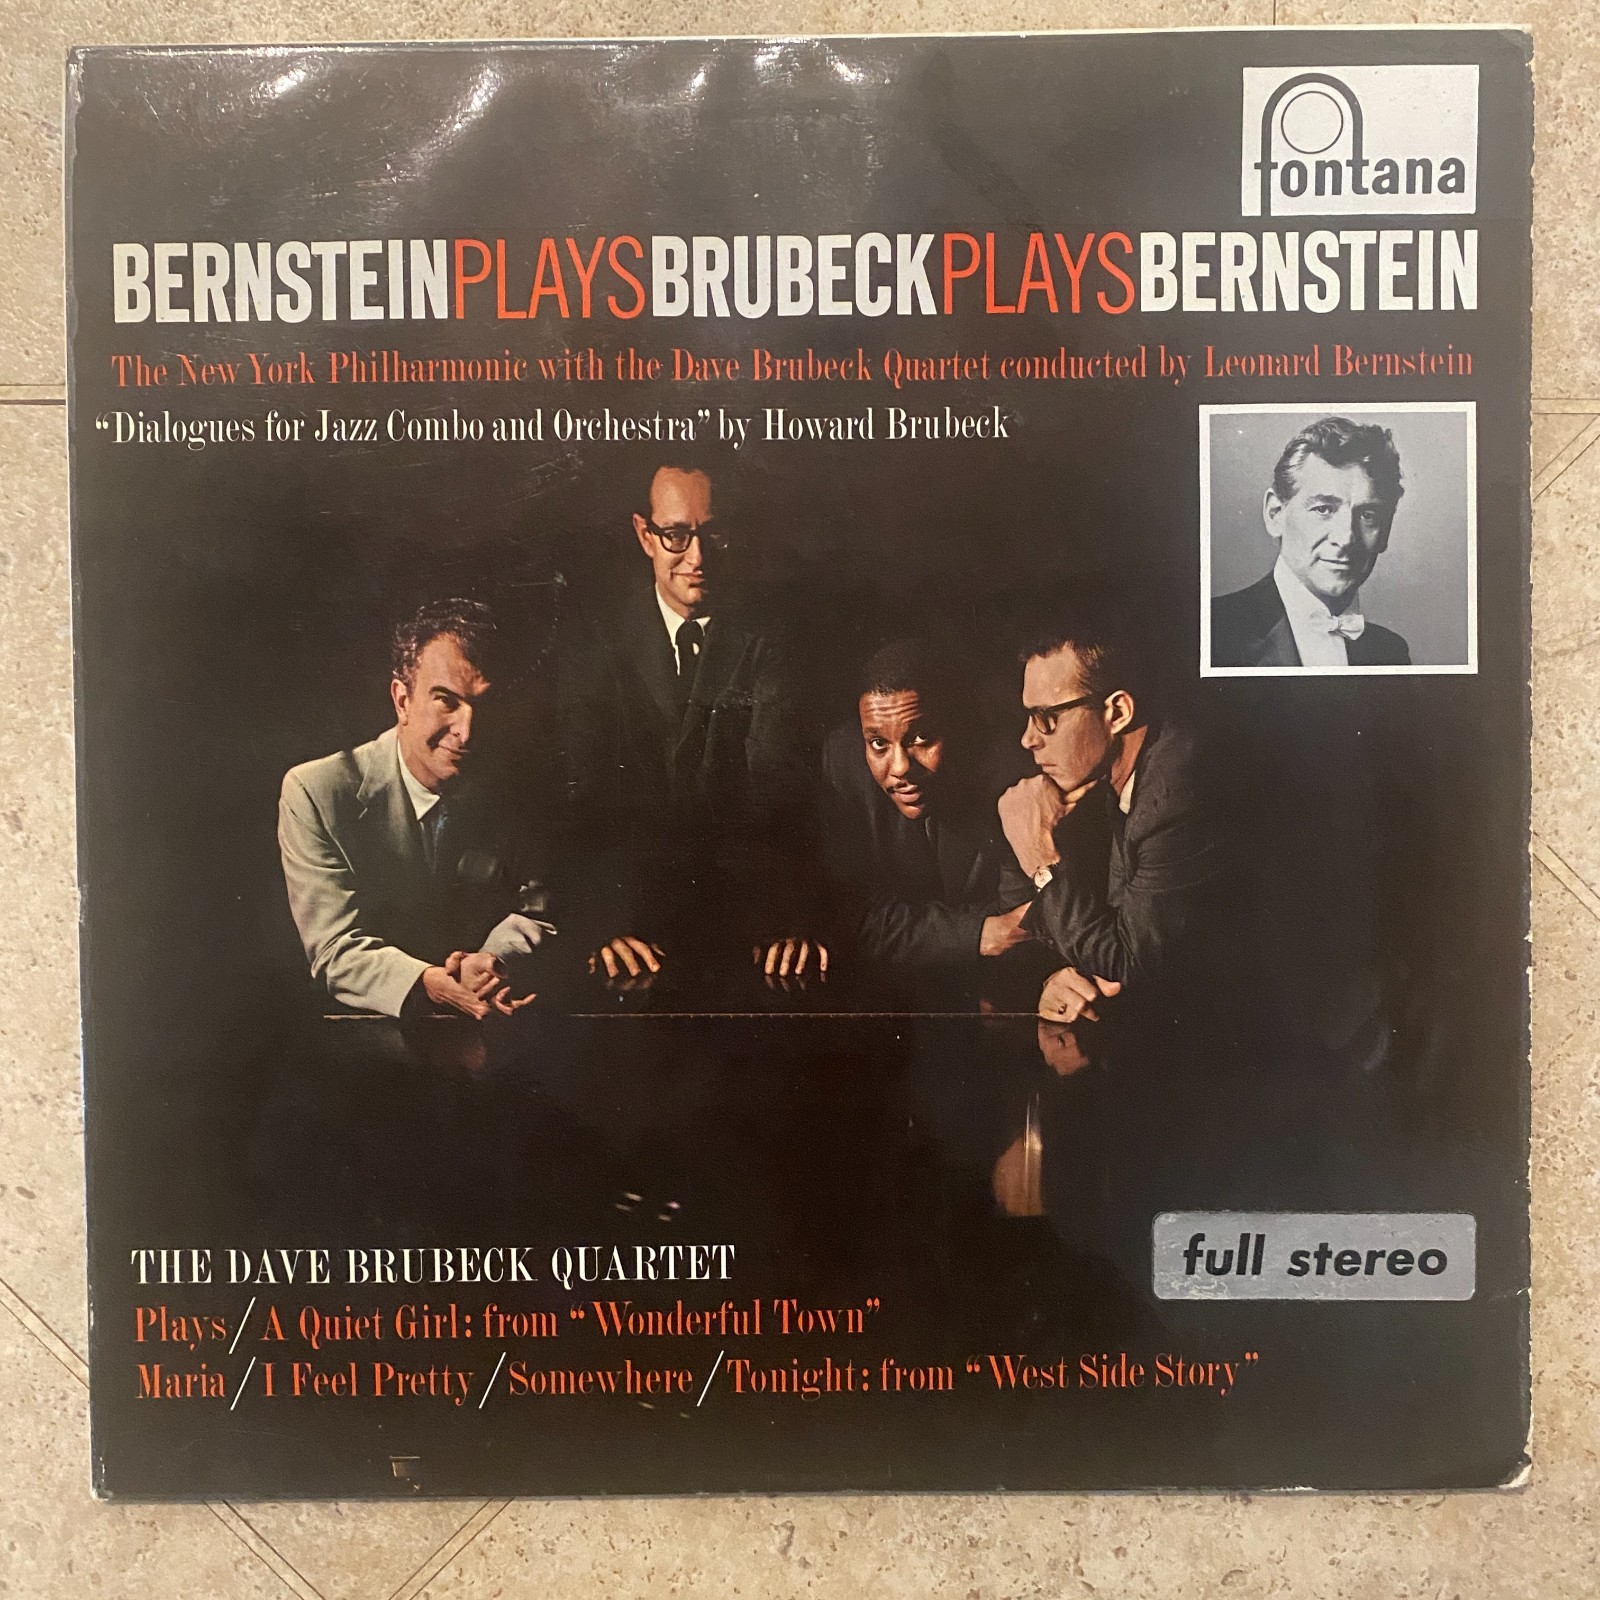 fontana
BERNSTEINPLAYSBRUBECKPLAYSBERNSTEIN
The New York Philharmonic with the Dave Brubeck Quartet conducted by Leonard Bernstein
“Dialogues for Jazz Combo and Orchestra” by Howard Brubeck
full stereo
THE DAVE BRUBECK QUARTET
Plays/A Quiet Girl: from “Wonderful Town”
Maria/I Feel Pretty/Somewhere/Tonight: from “West Side Story”